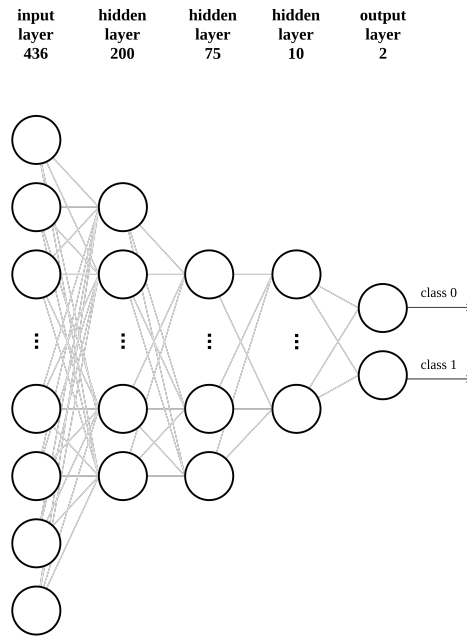 input
layer
436
hidden
layer
200
hidden
layer
75
hidden
layer
10
output
layer
2
...
...
...
...
class 0
class 1